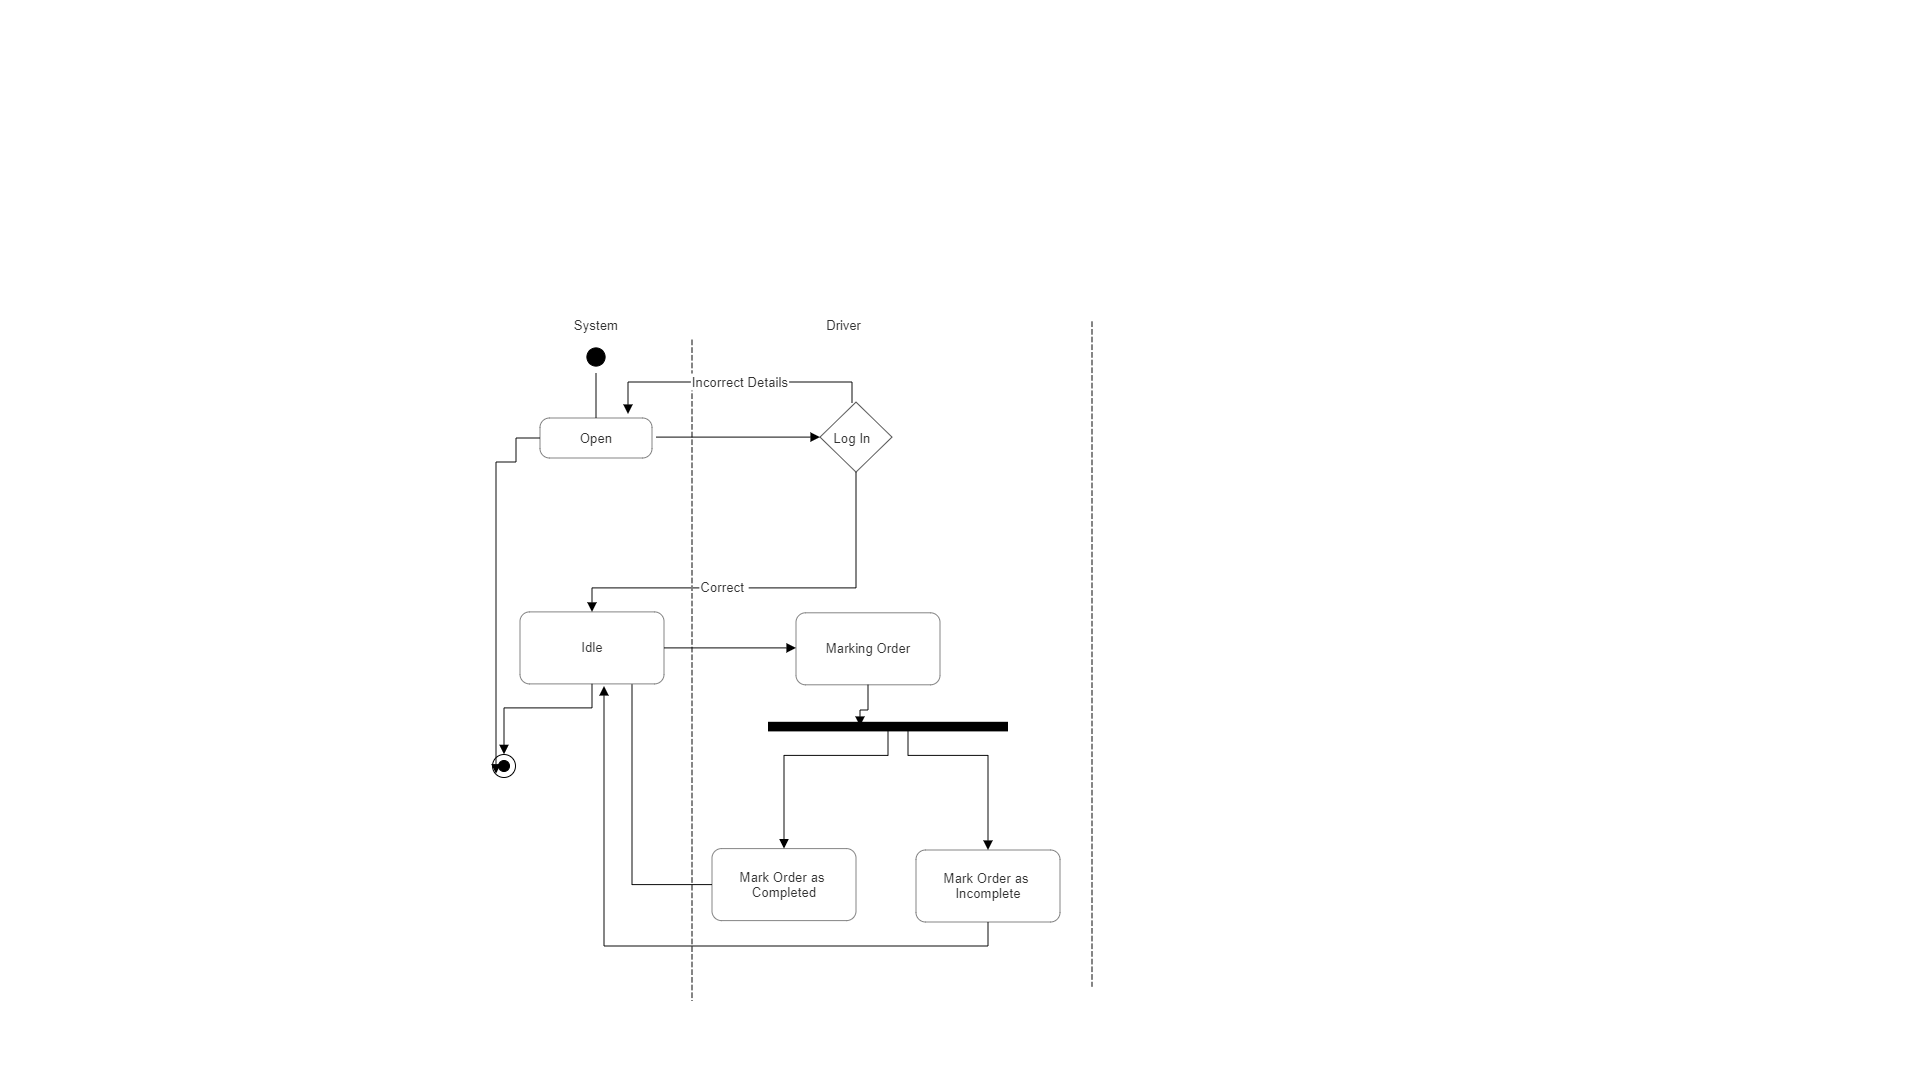 System
Driver
Incorrect Details
Open
Log In
Correct
Idle
Marking Order
Mark Order as
Completed
Mark Order as
Incomplete